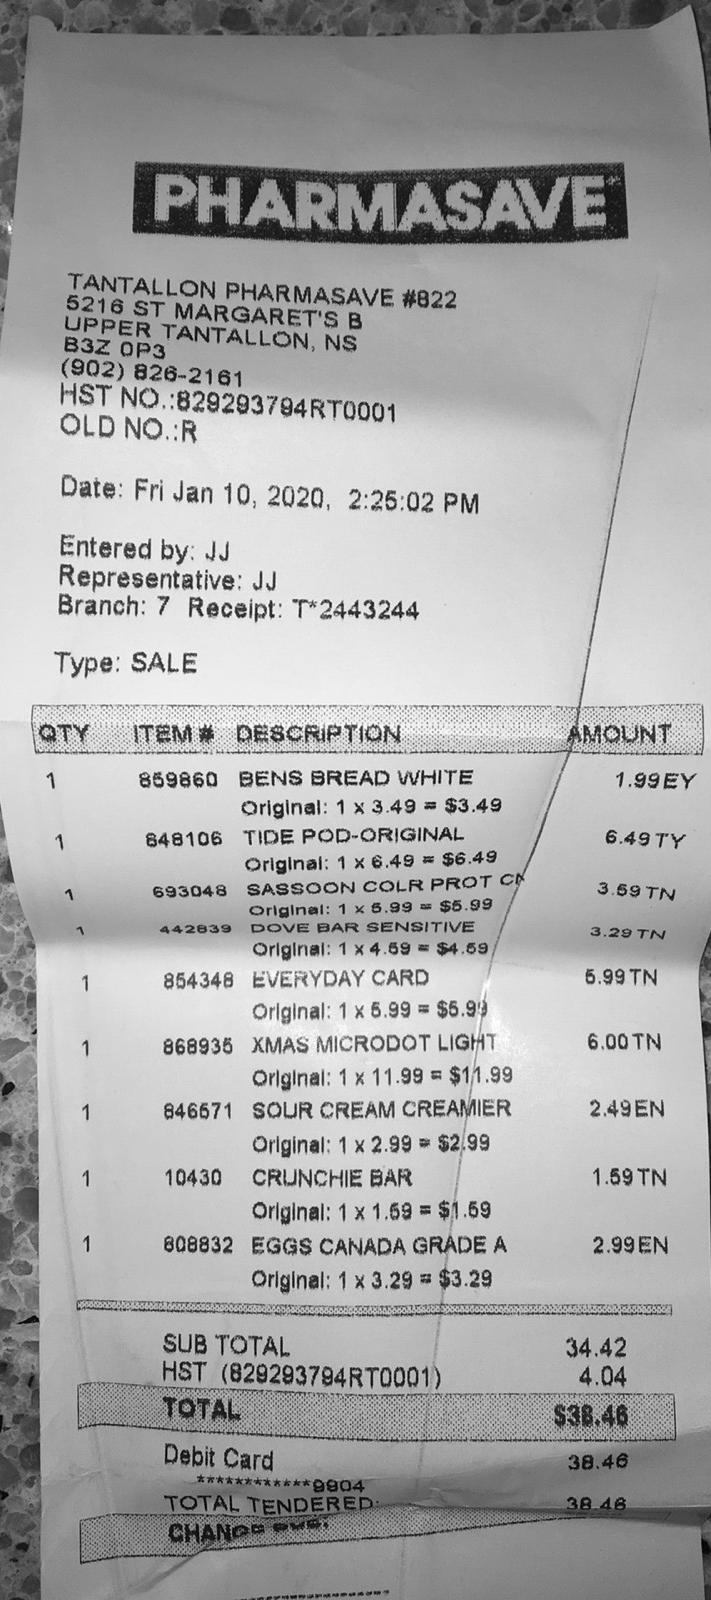 PHARMASAVE
TANTALLON PHARMASAVE #822
5216 ST MARGARET'S B
UPPER TANTALLON, NS
B3Z 0P3
(902) 826-2161
HST NO.:829293794RT0001
OLD NO.:R
Date: Fri Jan 10, 2020, 2:25:02 PM
Entered by: JJ
Representative: JJ
Branch: 7 Receipt: T*2443244
Type: SALE
QTY ITEM # DESCRIPTION AMOUNT
1 859860 BENS BREAD WHITE 1.99EY
Original: 1 x 3.49 = $3.49
1 848106 TIDE POD-ORIGINAL 6.49TY
Original: 1 x 6.49 = $6.49
1 693048 SASSOON COLR PROT CN 3.59TN
Original: 1 x 5.99 = $5.99
1 442839 DOVE BAR SENSITIVE 3.29TN
Original: 1 x 4.59 = $4.59
1 854348 EVERYDAY CARD 5.99TN
Original: 1 x 5.99 = $5.99
1 868935 XMAS MICRODOT LIGHT 6.00TN
Original: 1 x 11.99 = $11.99
1 846571 SOUR CREAM CREAMIER 2.49EN
Original: 1 x 2.99 = $2.99
1 10430 CRUNCHIE BAR 1.59TN
Original: 1 x 1.59 = $1.59
1 808832 EGGS CANADA GRADE A 2.99EN
Original: 1 x 3.29 = $3.29
SUB TOTAL 34.42
HST (829293794RT0001) 4.04
TOTAL $38.46
Debit Card 38.46
************9904
TOTAL TENDERED: 38.46
CHANGE DUE: